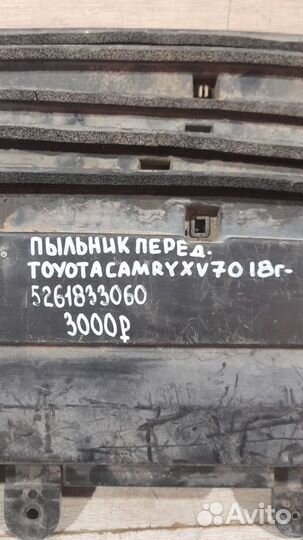 ПЫЛЬНИК ПЕРЕД.
TOYOTA CAMRY XV70 18г-
5261833060
3000₽
Avito